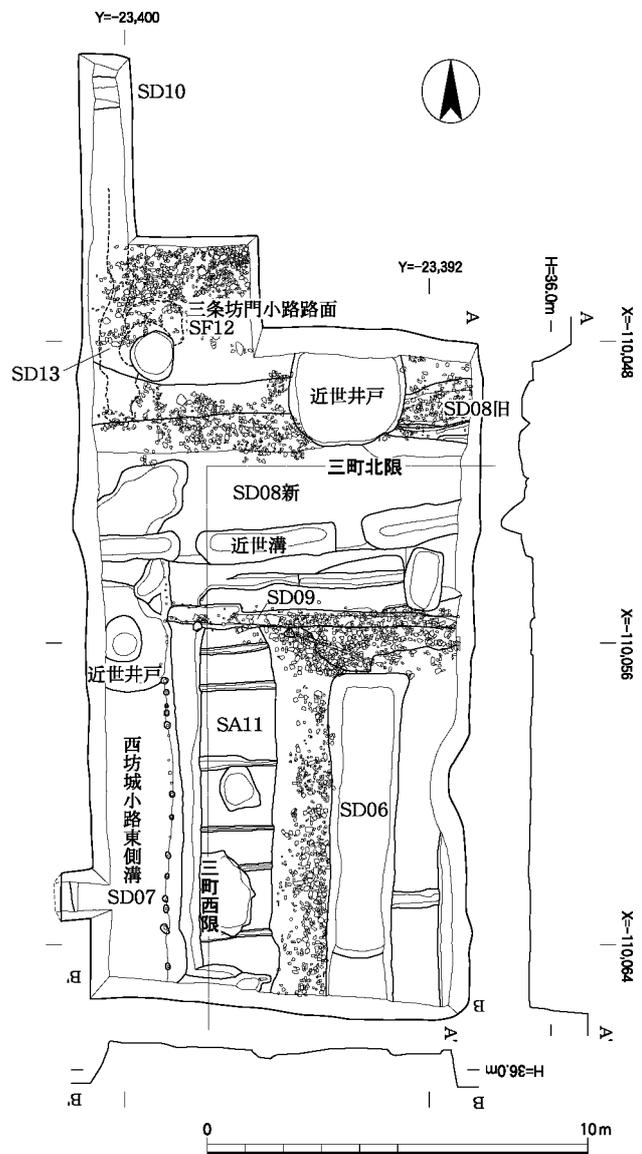 Y=-23,400
SD10
Y=-23,392
H=36.0m
A
A'
X=-110,048
三条坊門小路路面
SF12
SD13
近世井戸
SD08旧
三町北限
SD08新
近世溝
SD09
X=-110,056
近世井戸
SA11
西坊城小路東側溝
SD07
SD06
三町西限
X=-110,064
B'
B
A'
A'
H=36.0m
B'
B
0
10m